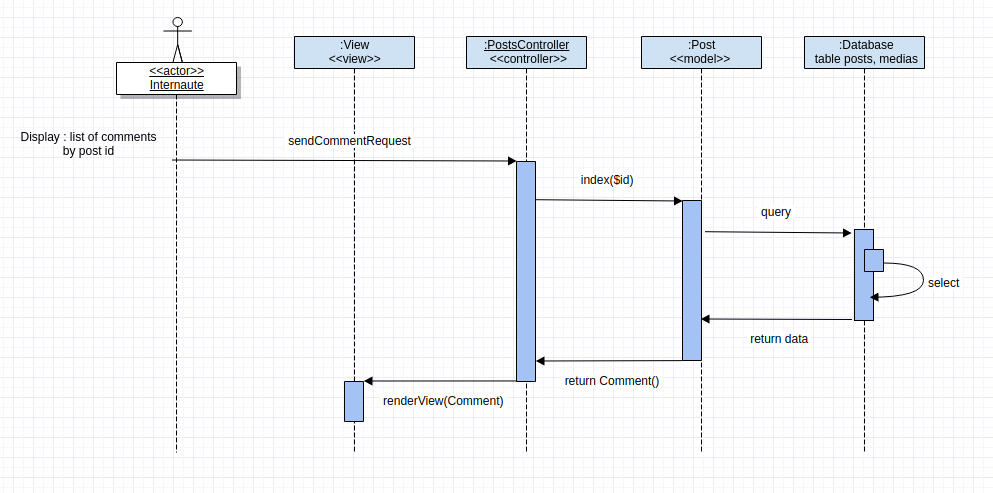 :View
<<view>>
:PostsController
<<controller>>
:Post
<<model>>
:Database
table posts, medias
<<actor>>
Internaute
Display : list of comments
by post id
sendCommentRequest
index($id)
query
select
return data
return Comment()
renderView(Comment)